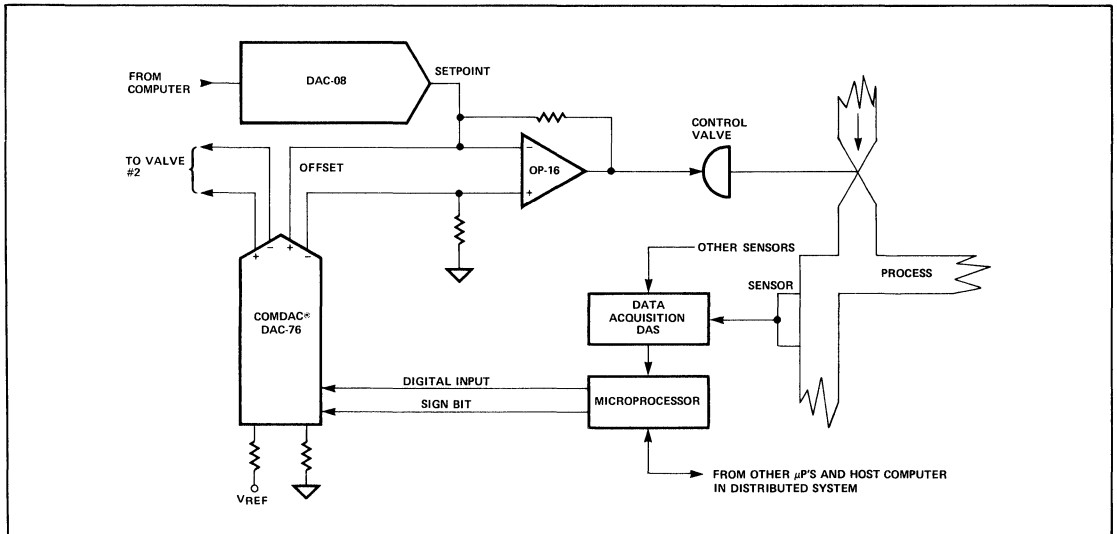 FROM
COMPUTER
DAC-08
SETPOINT
CONTROL
VALVE
TO VALVE
#2
OFFSET
−
OP-16
+
+
−
+
−
OTHER SENSORS
PROCESS
SENSOR
DATA
ACQUISITION
DAS
COMDAC®
DAC-76
DIGITAL INPUT
MICROPROCESSOR
SIGN BIT
VREF
FROM OTHER μP'S AND HOST COMPUTER
IN DISTRIBUTED SYSTEM